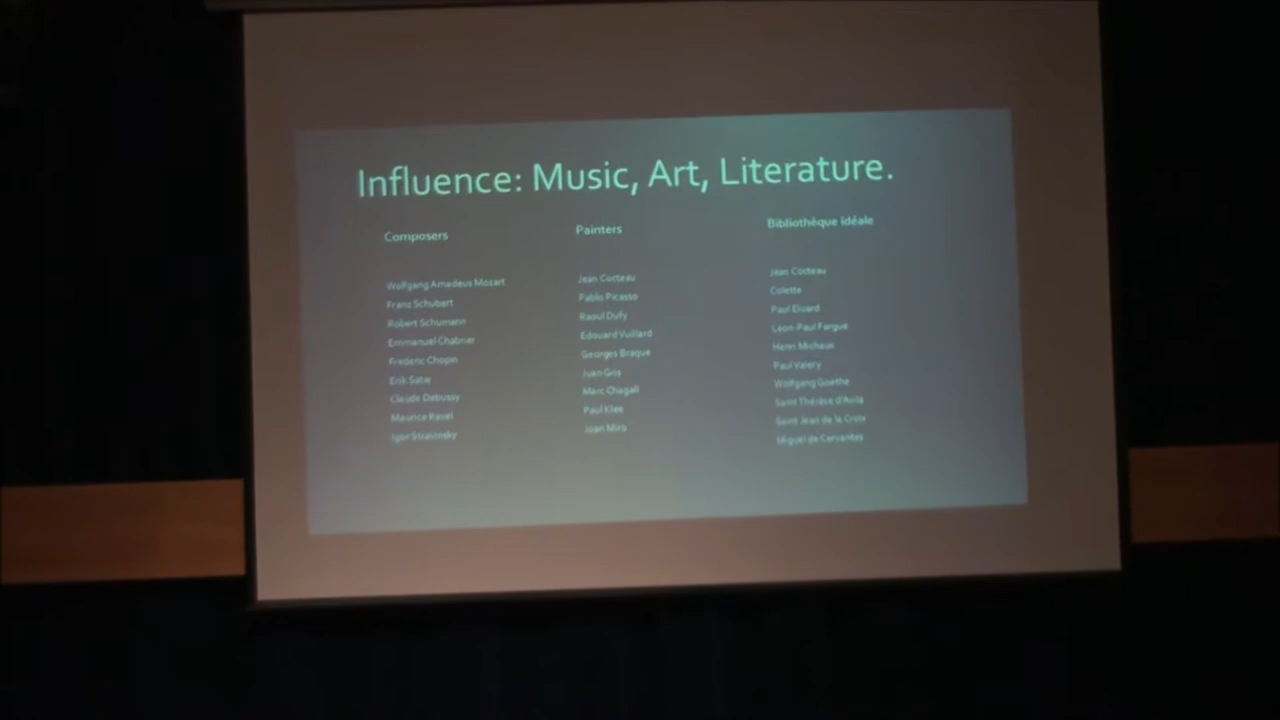 Influence: Music, Art, Literature.
Composers
Wolfgang Amadeus Mozart
Franz Schubert
Robert Schumann
Emmanuel Chabrier
Frederic Chopin
Erik Satie
Claude Debussy
Maurice Ravel
Igor Stravinsky
Painters
Jean Cocteau
Pablo Picasso
Raoul Dufy
Edouard Vuillard
Georges Braque
Juan Gris
Marc Chagall
Paul Klee
Joan Miro
Bibliothèque Idéale
Jean Cocteau
Colette
Paul Eluard
Léon-Paul Fargue
Henri Michaux
Paul Valery
Wolfgang Goethe
Saint Thérèse d'Avila
Saint Jean de la Croix
Miguel de Cervantes